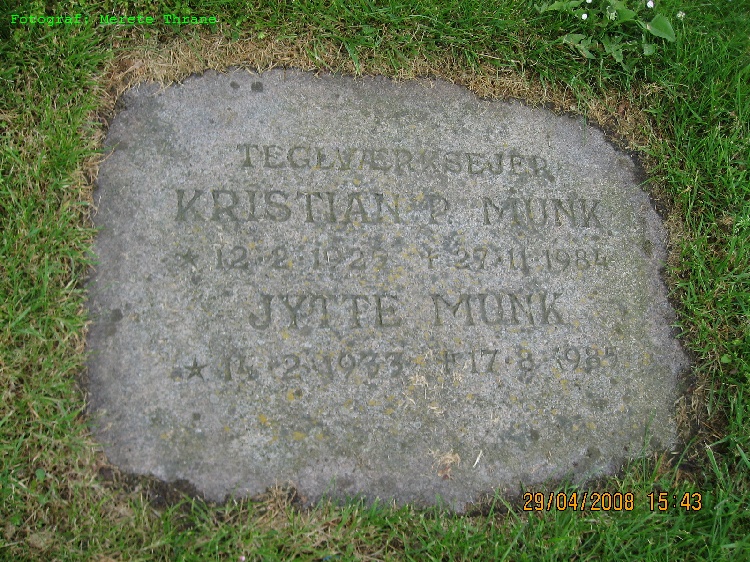 Fotograf: Merete Thrane
TEGLVÆRKSEJER
KRISTIAN P. MUNK
* 12·2·1925 † 27·11·1984
JYTTE MUNK
* 14·2·1933 † 17·8·1985
29/04/2008 15:43